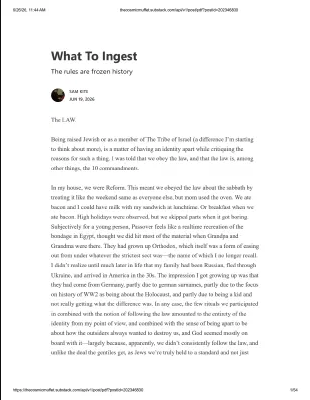 9/25/26, 11:44 AM
theosevismoffset.substack.com/api/v1/post/pdf?postId=202346830
What To Ingest
The rules are frozen history
SAM KITE
JUN 19, 2026
The LAW.
Being raised Jewish or as a member of The Tribe of Israel (a difference I'm starting
to think about more), is a matter of having an identity apart while critiquing the
reasons for such a thing. I was told that we obey the law, and that the law is, among
other things, the 10 commandments.
In my house, we were Reform. This meant we obeyed the law about the sabbath by
treating it like the weekend same as everyone else, but mom used the oven. We ate
bacon and I could have milk with my sandwich at lunchtime. Or breakfast when we
ate bacon. High holidays were observed, but we skipped parts when it got boring.
Subjectively for a young person, Passover feels like a realtime recreation of the
bondage in Egypt, thought we did hit most of the material when Grandpa and
Grandma were there. They had grown up Orthodox, which itself was a form of easing
out from under whatever the strictest sect was—the name of which I no longer recall.
I didn't realize until much later in life that my family had been Russian, fled through
Ukraine, and arrived in America in the 30s. The impression I got growing up was that
they had come from Germany, partly due to german surnames, partly due to the focus
on history of WW2 as being about the Holocaust, and partly due to being a kid and
not really getting what the difference was. In any case, the few rituals we participated
in combined with the notion of following the law amounted to the entirety of the
identity from my point of view, and combined with the sense of being apart to be
about how the outsiders always wanted to destroy us, and God seemed mostly on
board with it—largely because, apparently, we didn't consistently follow the law, and
unlike the deal the gentiles get, as Jews we're truly held to a standard and not just
1/54